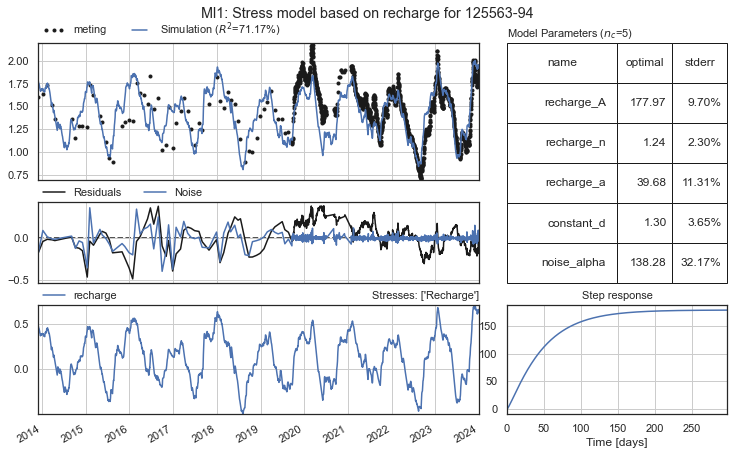 MI1: Stress model based on recharge for 125563-94
meting Simulation (R²=71.17%)
2.00
1.75
1.50
1.25
1.00
0.75
Model Parameters (n_c=5)
name optimal stderr
recharge_A 177.97 9.70%
recharge_n 1.24 2.30%
recharge_a 39.68 11.31%
constant_d 1.30 3.65%
noise_alpha 138.28 32.17%
Residuals Noise
0.0
−0.5
recharge Stresses: ['Recharge']
0.5
0.0
2014 2015 2016 2017 2018 2019 2020 2021 2022 2023 2024
Step response
150
100
50
0
0 50 100 150 200 250
Time [days]